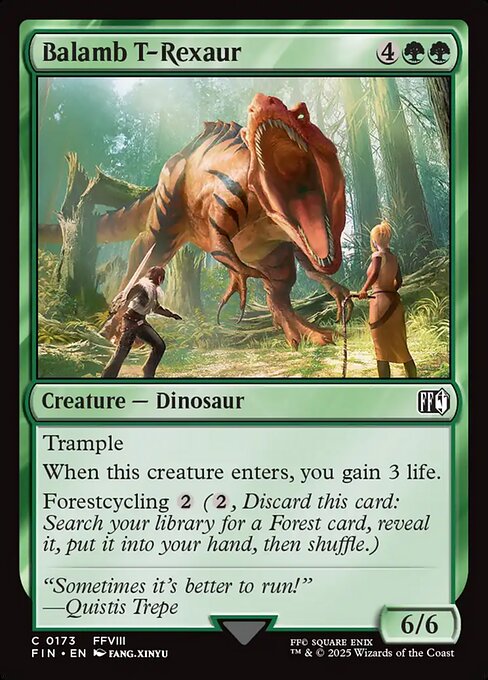 Balamb T-Rexaur 4
Creature — Dinosaur
FF
Trample
When this creature enters, you gain 3 life.
Forestcycling 2 (2, Discard this card:
Search your library for a Forest card, reveal
it, put it into your hand, then shuffle.)
“Sometimes it’s better to run!”
—Quistis Trepe
6/6
C 0173 FFVIII
FIN • EN FANG.XINYU
FF© SQUARE ENIX
™ & © 2025 Wizards of the Coast